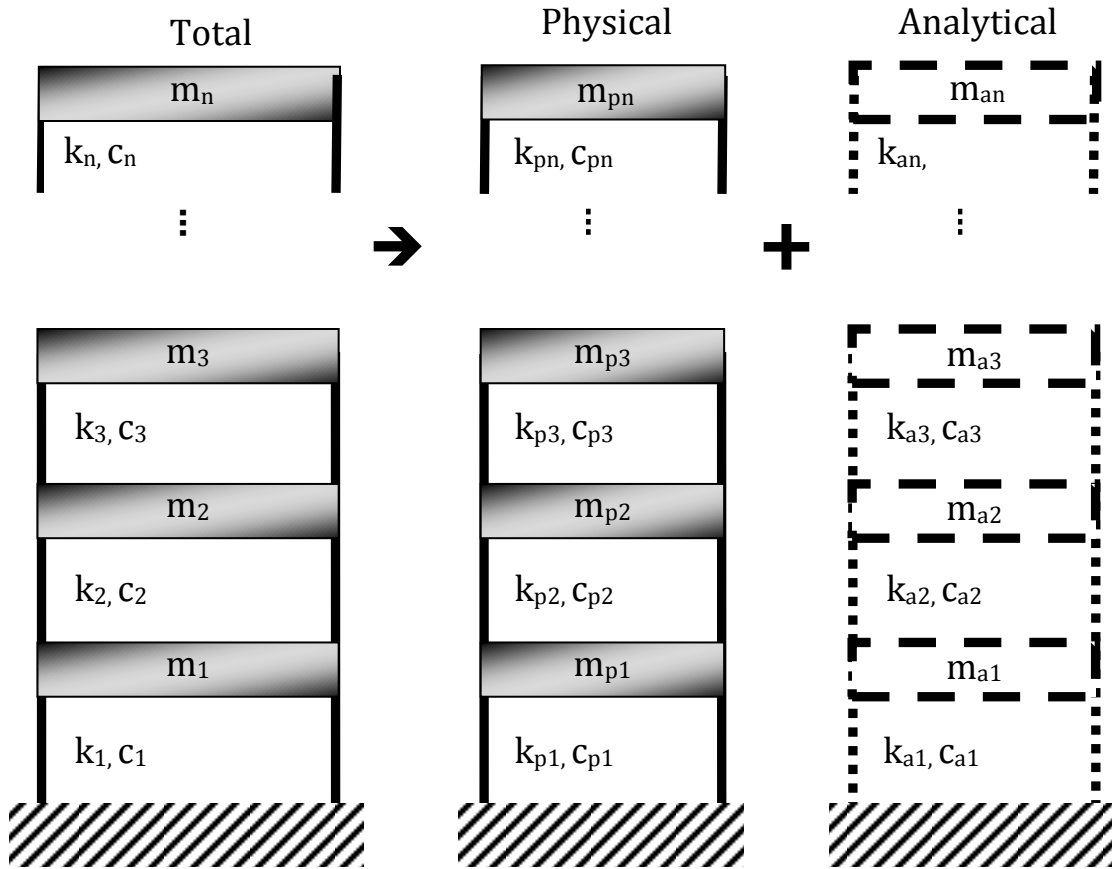 Total
Physical
Analytical
mₙ
mₚₙ
mₐₙ
kₙ, cₙ
kₚₙ, cₚₙ
kₐₙ,
m₃
mₚ₃
mₐ₃
k₃, c₃
kₚ₃, cₚ₃
kₐ₃, cₐ₃
m₂
mₚ₂
mₐ₂
k₂, c₂
kₚ₂, cₚ₂
kₐ₂, cₐ₂
m₁
mₚ₁
mₐ₁
k₁, c₁
kₚ₁, cₚ₁
kₐ₁, cₐ₁